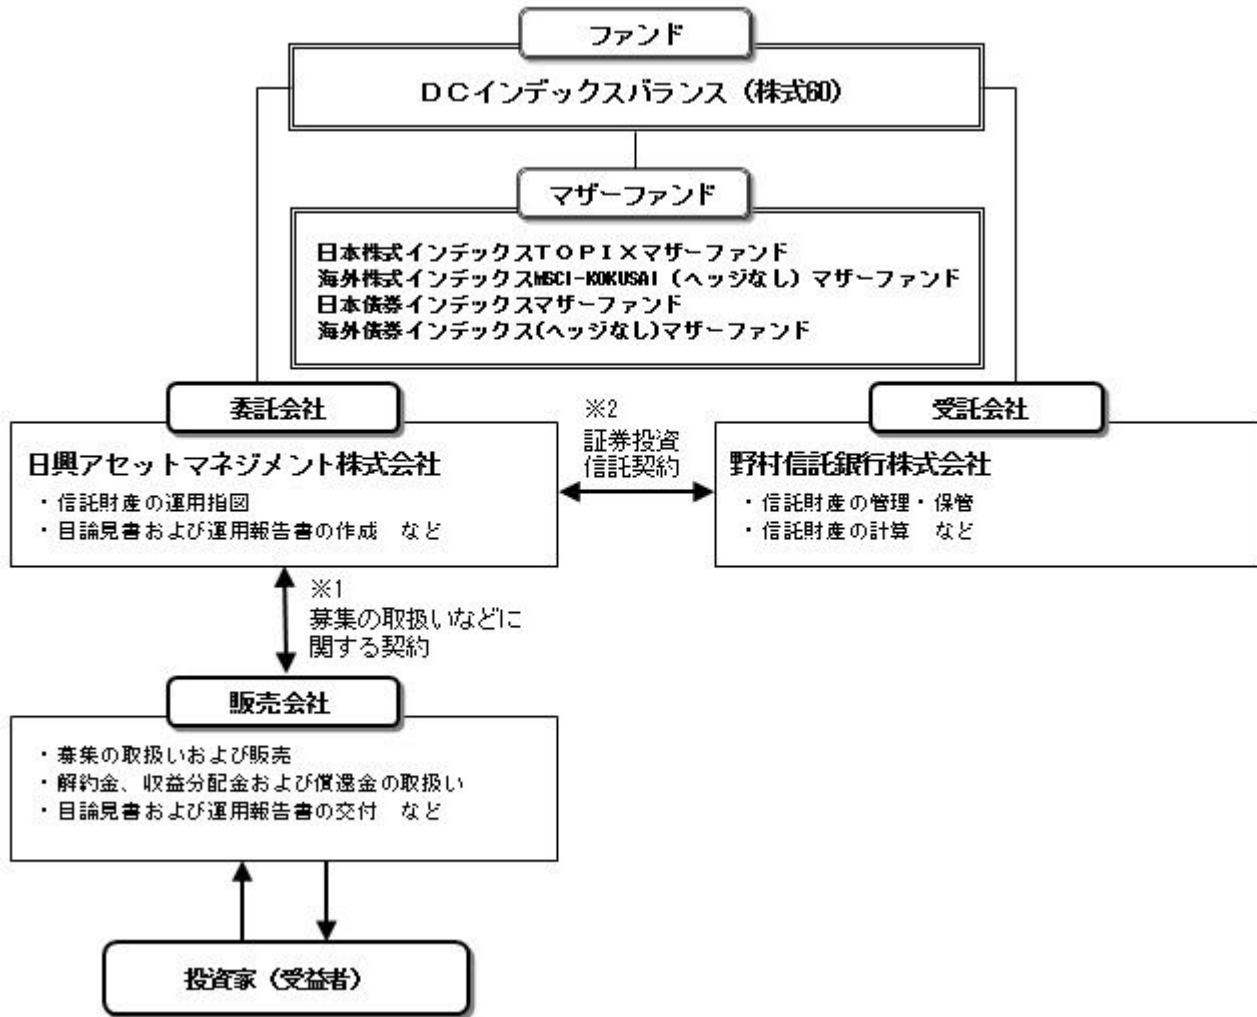 ファンド
ＤＣインデックスバランス（株式60）
マザーファンド
日本株式インデックスＴＯＰＩＸマザーファンド
海外株式インデックスMSCI-KOKUSAI（ヘッジなし）マザーファンド
日本債券インデックスマザーファンド
海外債券インデックス(ヘッジなし)マザーファンド
委託会社
日興アセットマネジメント株式会社
・信託財産の運用指図
・目論見書および運用報告書の作成　など
※2
証券投資
信託契約
受託会社
野村信託銀行株式会社
・信託財産の管理・保管
・信託財産の計算　など
※1
募集の取扱いなどに
関する契約
販売会社
・募集の取扱いおよび販売
・解約金、収益分配金および償還金の取扱い
・目論見書および運用報告書の交付　など
投資家（受益者）